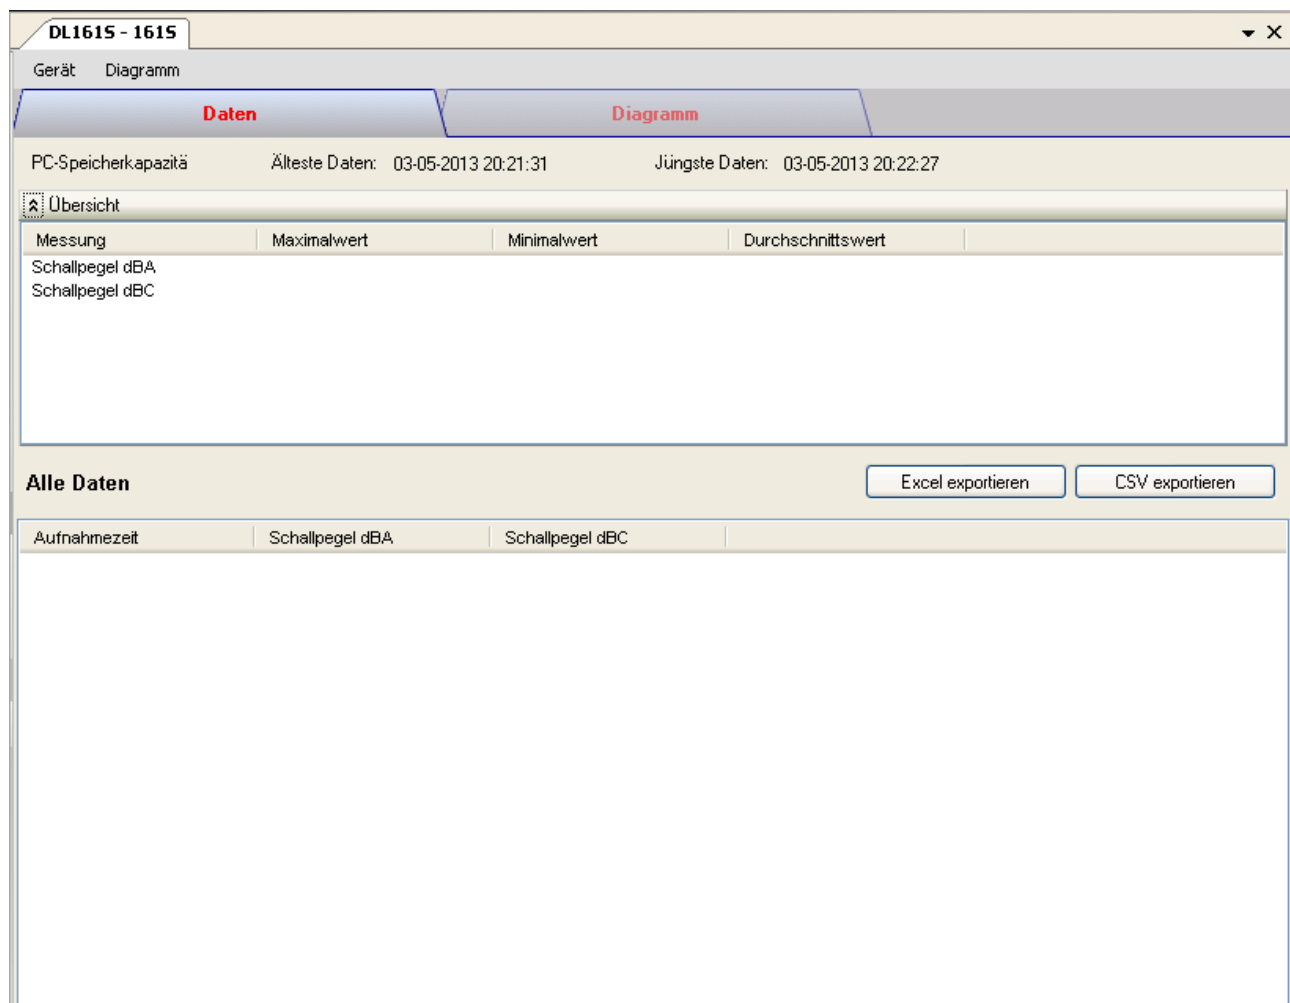 DL161S - 161S
Gerät Diagramm
Daten Diagramm
PC-Speicherkapazitä Älteste Daten: 03-05-2013 20:21:31 Jüngste Daten: 03-05-2013 20:22:27
Übersicht
Messung Maximalwert Minimalwert Durchschnittswert
Schallpegel dBA
Schallpegel dBC
Alle Daten Excel exportieren CSV exportieren
Aufnahmezeit Schallpegel dBA Schallpegel dBC